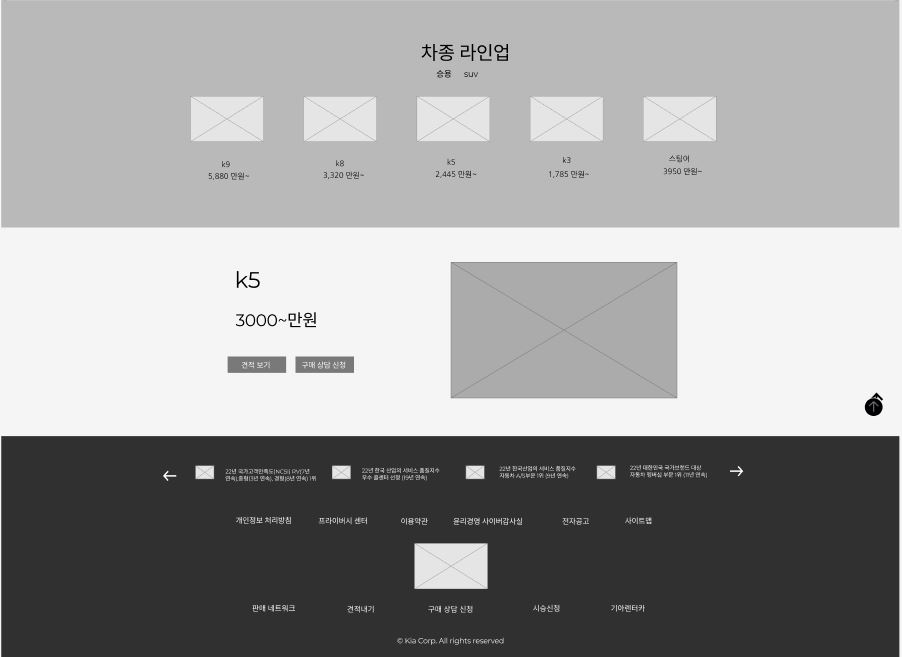 차종 라인업
승용 suv
k9
5,880 만원~
k8
3,320 만원~
k5
2,445 만원~
k3
1,785 만원~
스팅어
3950 만원~
k5
3000~만원
견적 보기
구매 상담 신청
22년 국가고객만족도(NCSI) RV(7년
연속),중형(3년 연속), 경형(8년 연속) 1위
22년 한국 산업의 서비스 품질지수
우수 콜센터 선정 (19년 연속)
22년 한국산업의 서비스 품질지수
자동차 A/S부문 1위 (9년 연속)
22년 대한민국 국가브랜드 대상
자동차 멤버십 부문 1위 (11년 연속)
개인정보 처리방침
프라이버시 센터
이용약관
윤리경영 사이버감사실
전자공고
사이트맵
판매 네트워크
견적내기
구매 상담 신청
시승신청
기아렌터카
© Kia Corp. All rights reserved